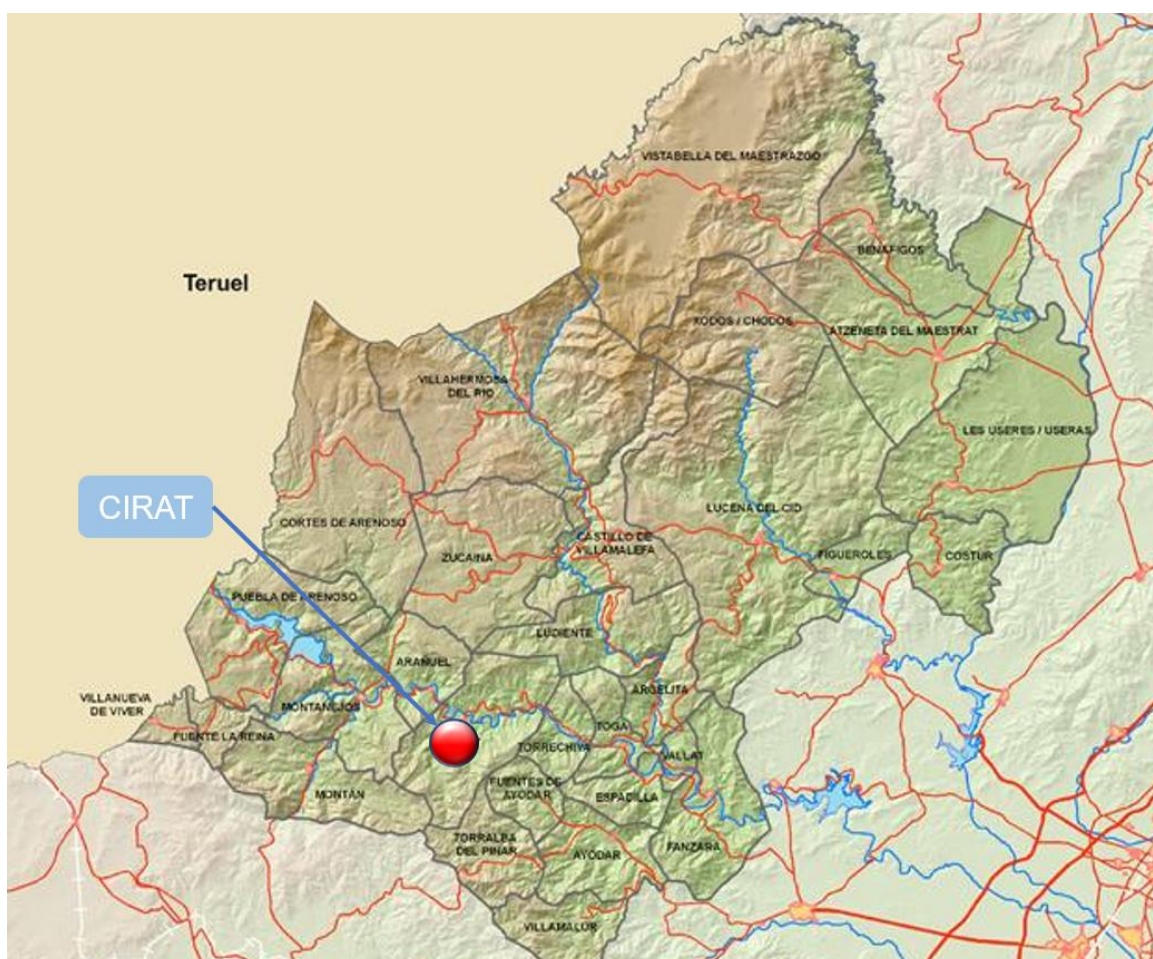 VISTABELLA DEL MAESTRAZGO
BENAFIGOS
Teruel
XODOS / CHODOS
ATZENETA DEL MAESTRAT
VILLAHERMOSA
DEL RIO
LES USERES / USERAS
CIRAT
LUCENA DEL CID
CORTES DE ARENOSO
CASTILLO DE
VILLAMALEFA
ZUCAINA
FIGUEROLES
COSTUR
PUEBLA DE ARENOSO
LUDIENTE
ARAÑUEL
ARGELITA
VILLANUEVA
DE VIVER
MONTANEJOS
TOGA
FUENTE LA REINA
TORRECHIVA
VALLAT
FUENTES DE
AYODAR
MONTÁN
ESPADILLA
TORRALBA
DEL PINAR
FANZARA
AYODAR
VILLAMALUR